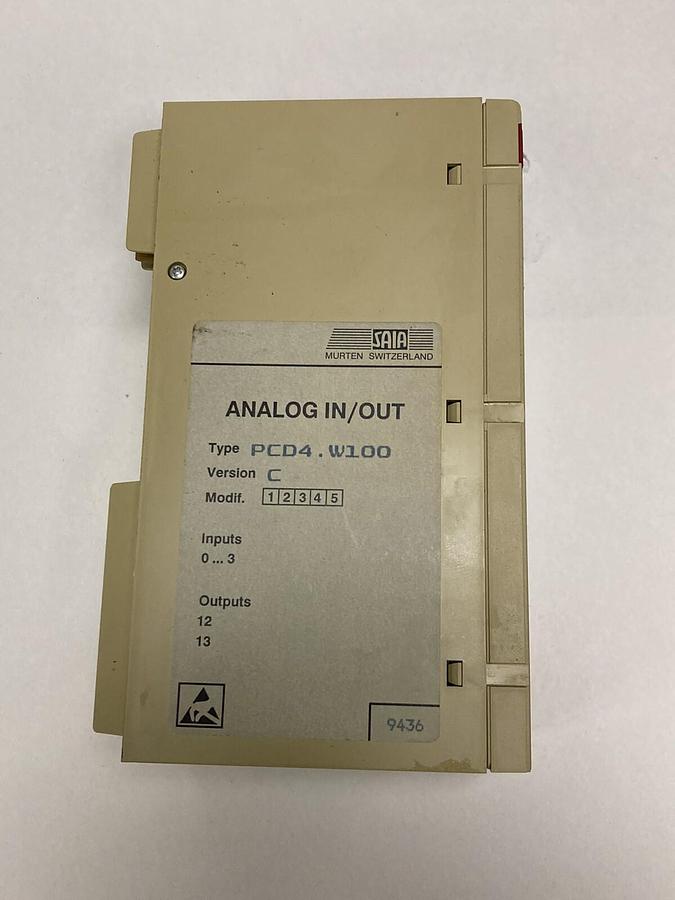 SAIA
MURTEN SWITZERLAND
ANALOG IN/OUT
Type PCD4.W100
Version C
Modif. 1 2 3 4 5
Inputs
0 ... 3
Outputs
12
13
9436